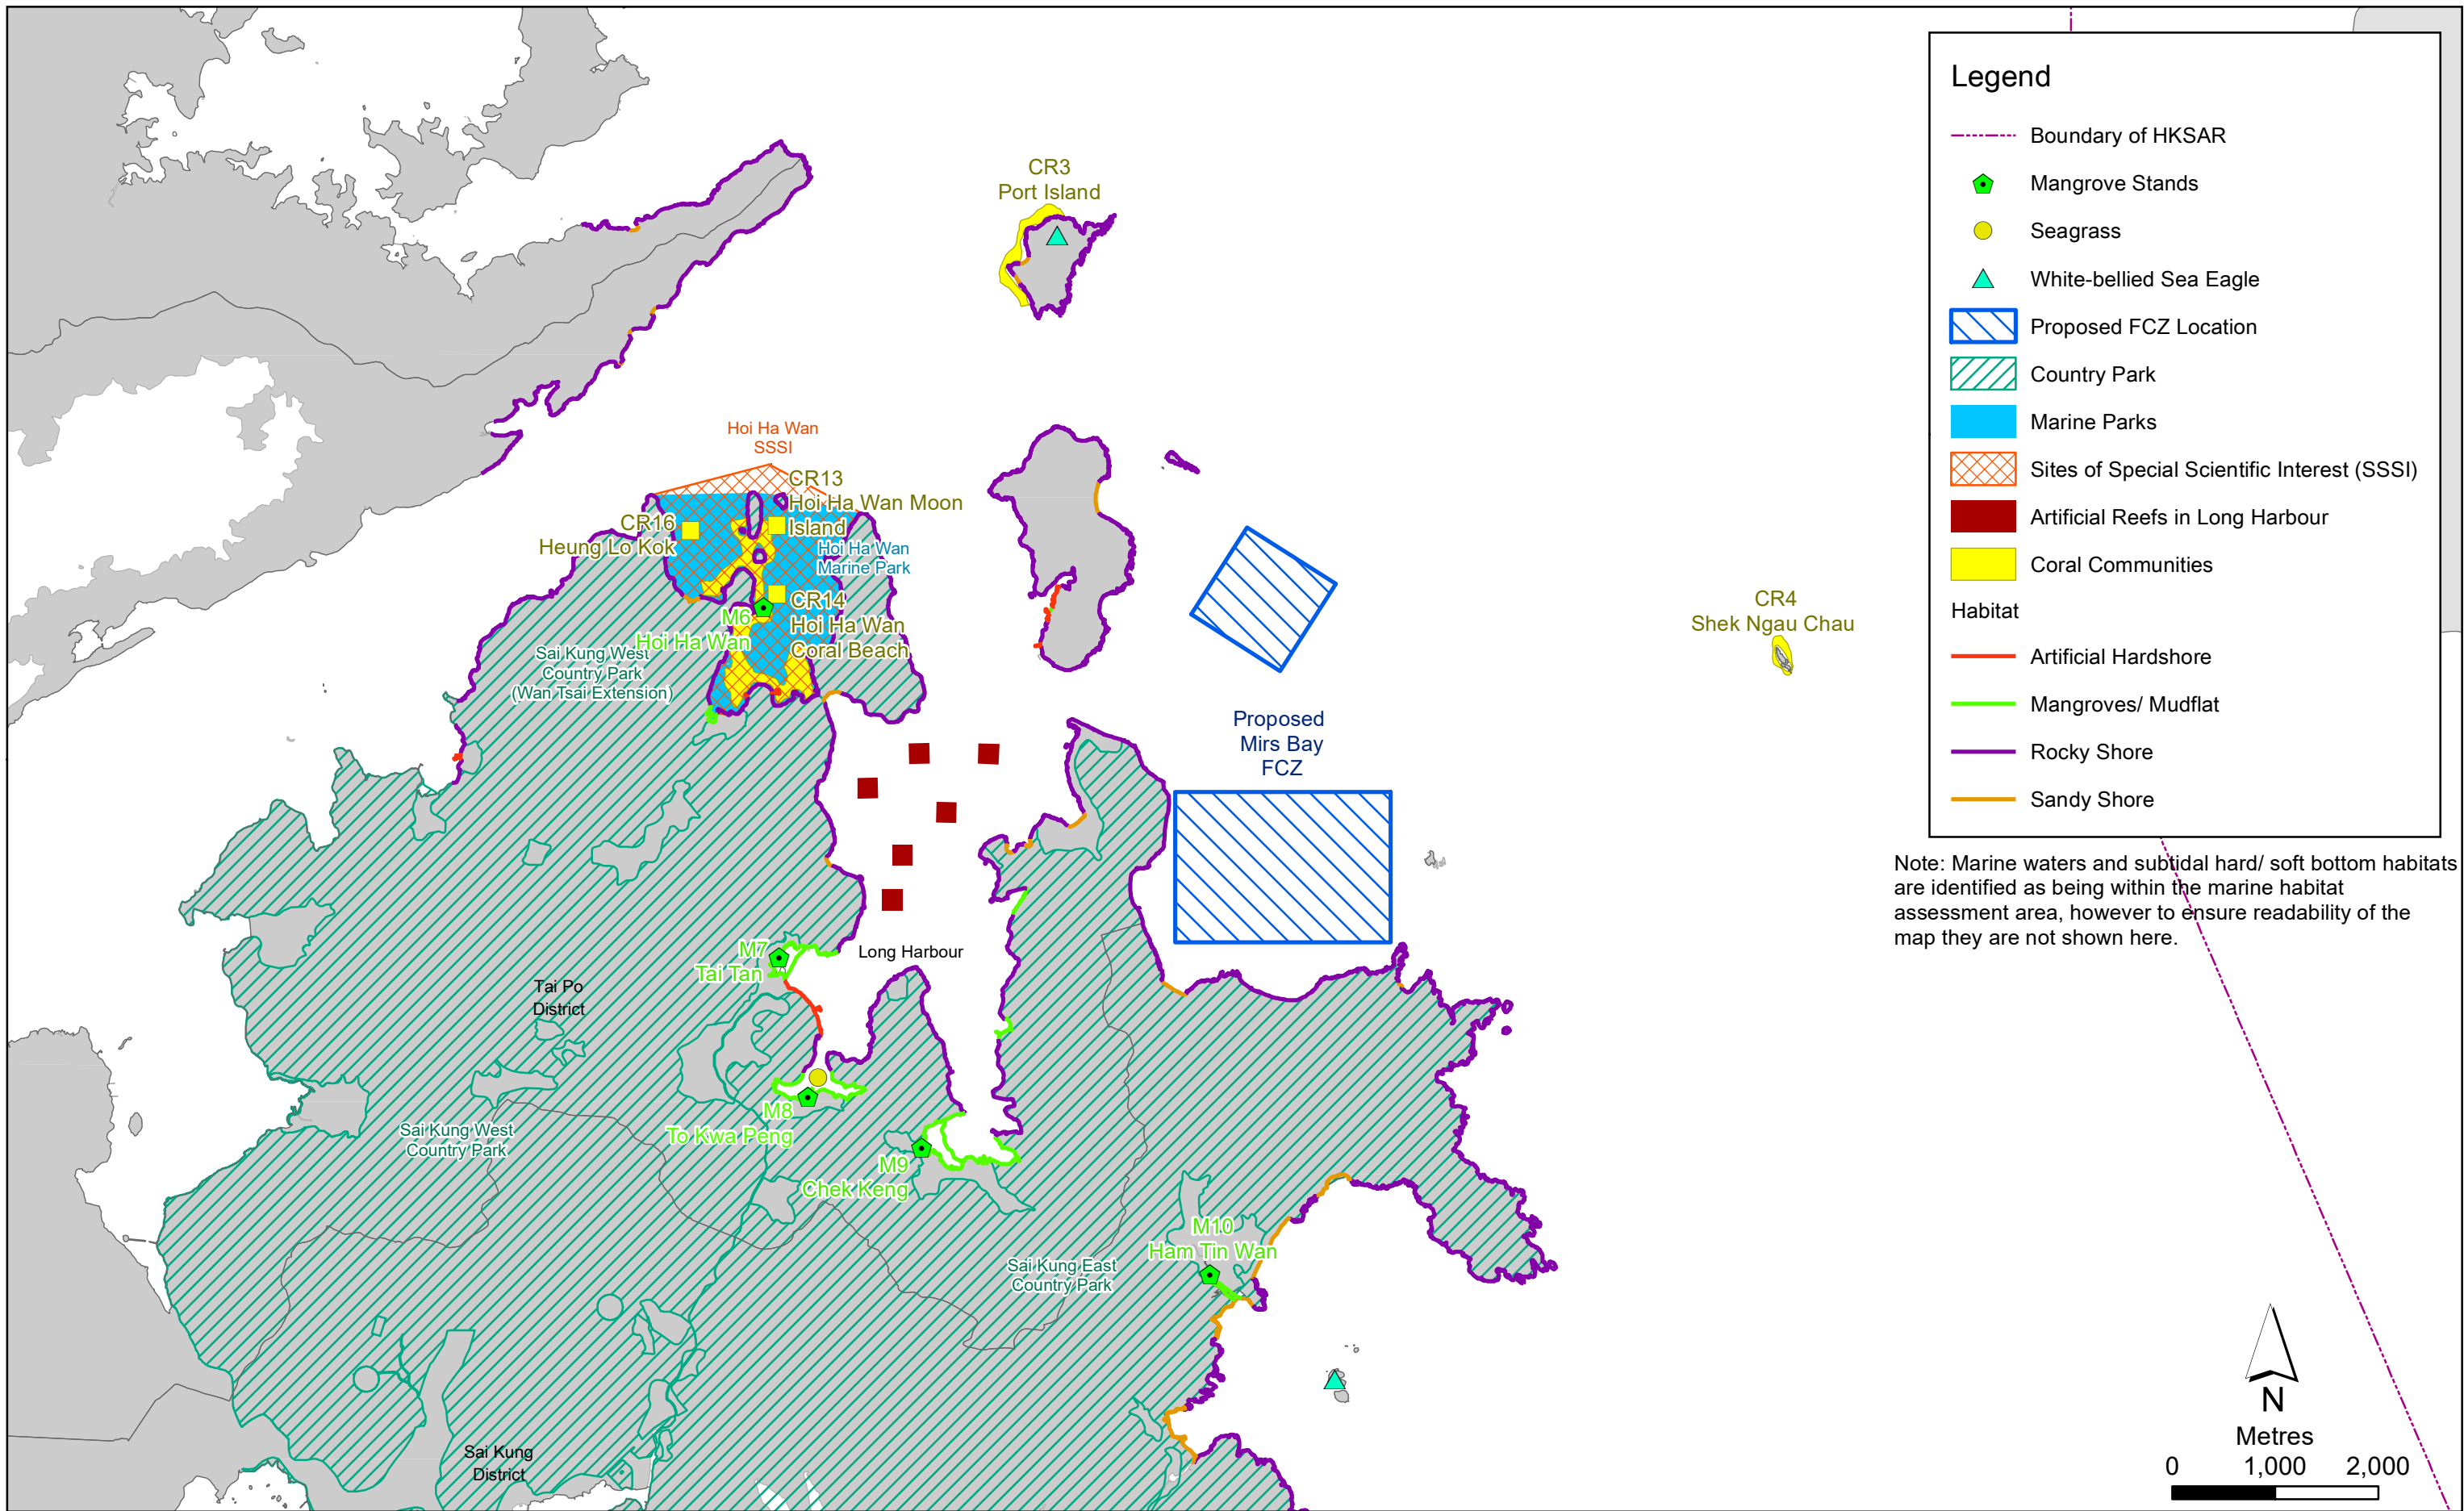 Legend
Boundary of HKSAR
Mangrove Stands
Seagrass
White-bellied Sea Eagle
Proposed FCZ Location
Country Park
Marine Parks
Sites of Special Scientific Interest (SSSI)
Artificial Reefs in Long Harbour
Coral Communities
Habitat
Artificial Hardshore
Mangroves/ Mudflat
Rocky Shore
Sandy Shore
Note: Marine waters and subtidal hard/ soft bottom habitats
are identified as being within the marine habitat
assessment area, however to ensure readability of the
map they are not shown here.
CR3
Port Island
Hoi Ha Wan
SSSI
CR13
Hoi Ha Wan Moon
Island
CR16
Heung Lo Kok
Hoi Ha Wan
Marine Park
CR14
Hoi Ha Wan
Coral Beach
M6
Hoi Ha Wan
Sai Kung West
Country Park
(Wan Tsai Extension)
CR4
Shek Ngau Chau
Proposed
Mirs Bay
FCZ
M7
Tai Tan
Long Harbour
Tai Po
District
M8
To Kwa Peng
Sai Kung West
Country Park
M9
Chek Keng
M10
Ham Tin Wan
Sai Kung East
Country Park
Sai Kung
District
N
Metres
0 1,000 2,000